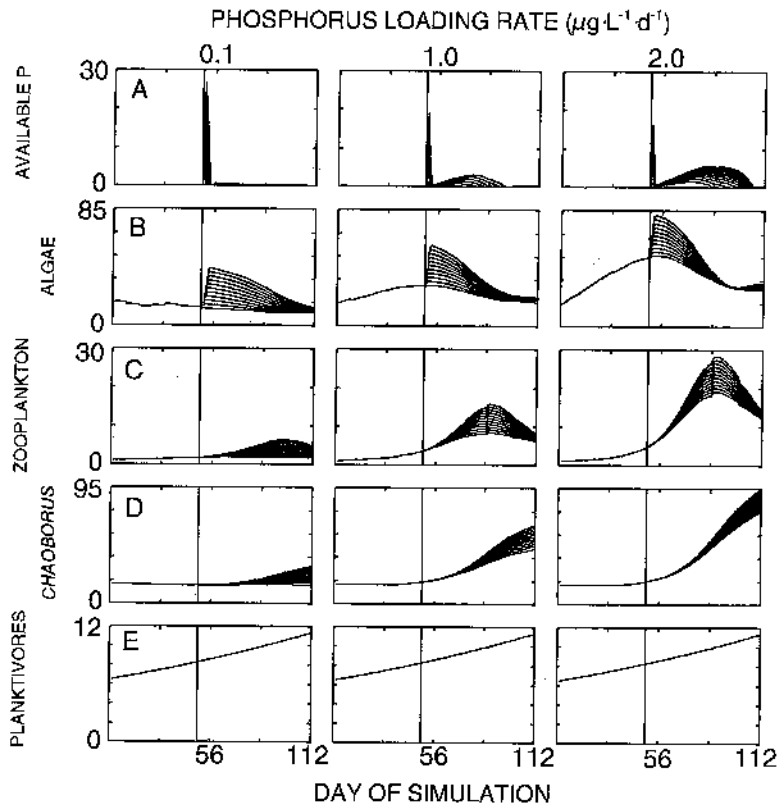 PHOSPHORUS LOADING RATE (µg·L⁻¹·d⁻¹)
0.1 1.0 2.0
AVAILABLE P
30
0
A
ALGAE
85
0
B
ZOOPLANKTON
30
0
C
CHAOBORUS
95
0
D
PLANKTIVORES
12
0
E
56 112 56 112 56 112
DAY OF SIMULATION